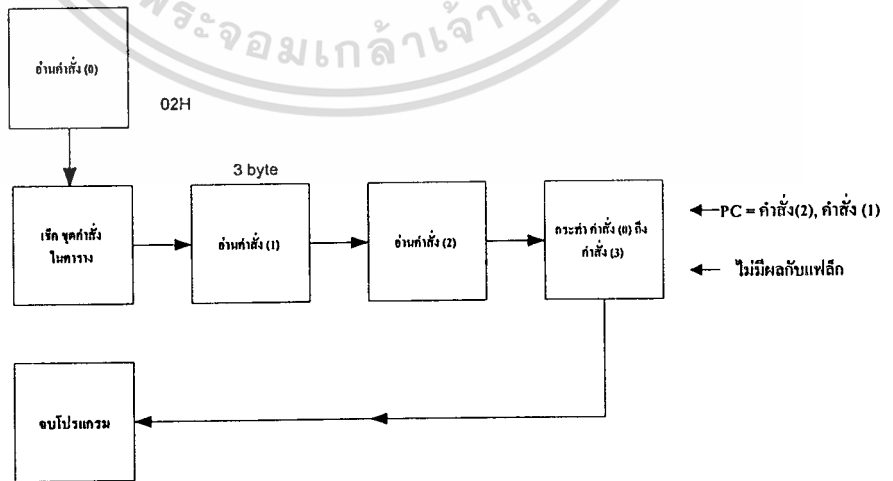 พระจอมเกล้าเจ้าคุ
อ่านคำสั่ง (0)
02H
3 byte
เช็ค ชุดคำสั่ง
ในตาราง
อ่านคำสั่ง (1)
อ่านคำสั่ง (2)
กระทำ คำสั่ง (0) ถึง
คำสั่ง (3)
PC = คำสั่ง(2), คำสั่ง (1)
ไม่มีผลกับแฟล็ก
จบโปรแกรม